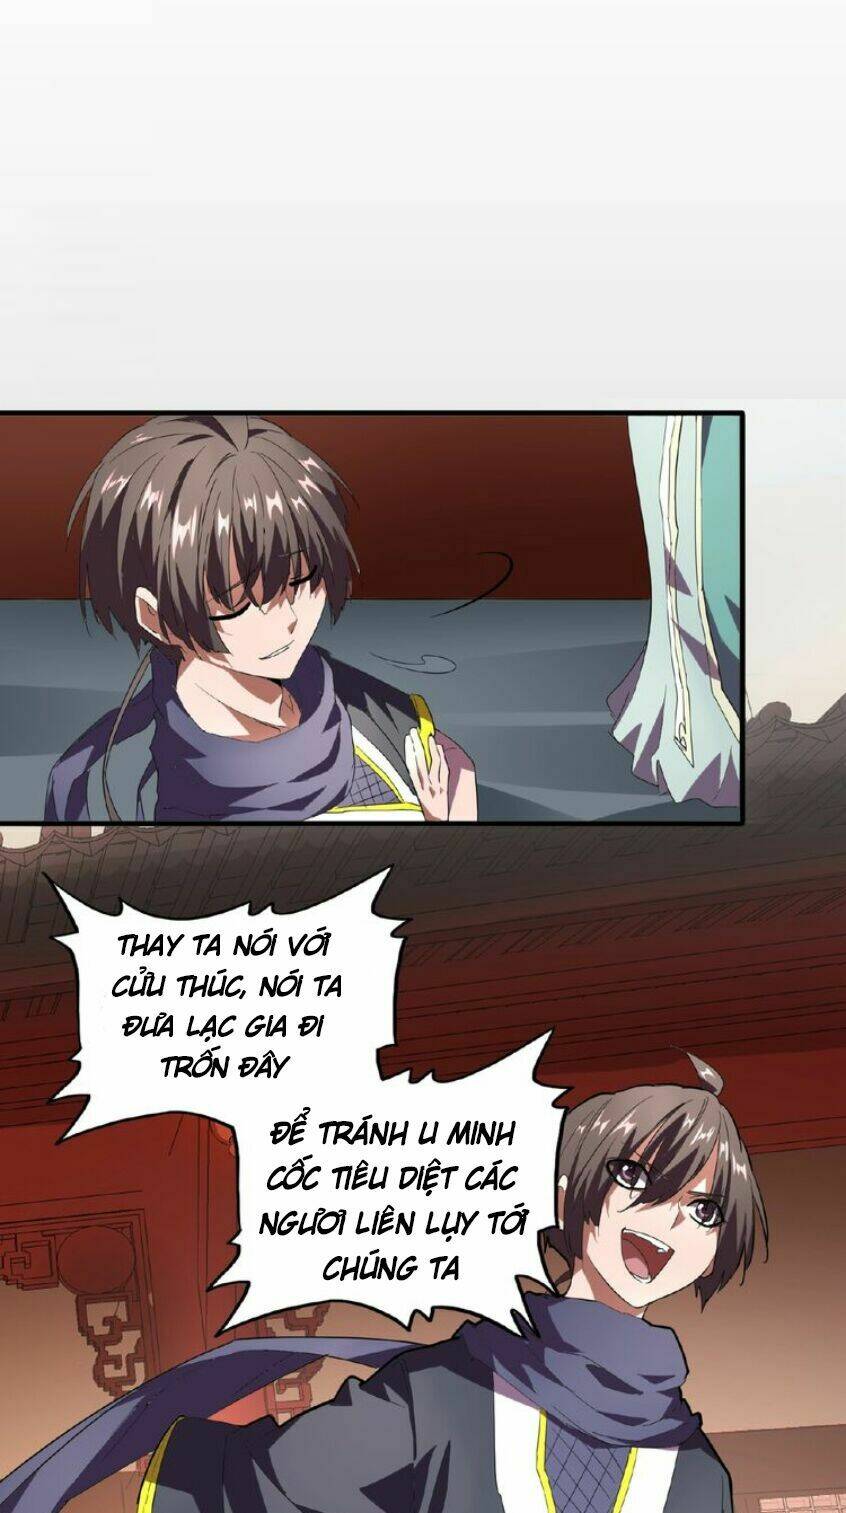 THAY TA NÓI VỚI
CỬU THÚC, NÓI TA
ĐƯA LẠC GIA ĐI
TRỐN ĐÂY
ĐỂ TRÁNH U MINH
CỐC TIÊU DIỆT CÁC
NGƯƠI LIÊN LỤY TỚI
CHÚNG TA